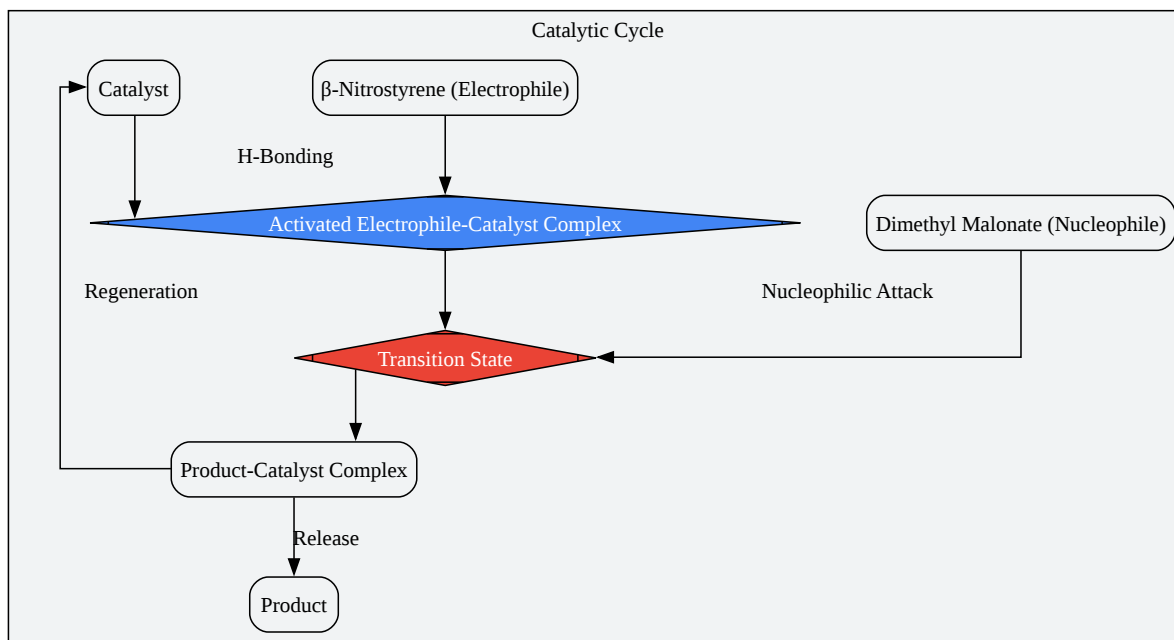 Catalytic Cycle
Catalyst
β-Nitrostyrene (Electrophile)
H-Bonding
Activated Electrophile-Catalyst Complex
Dimethyl Malonate (Nucleophile)
Regeneration
Nucleophilic Attack
Transition State
Product-Catalyst Complex
Release
Product